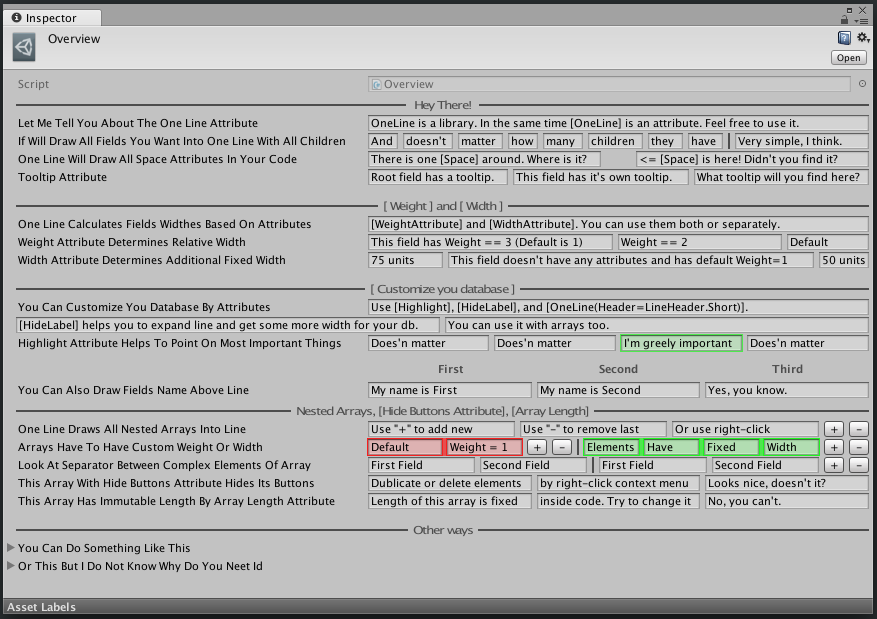 Inspector
Overview
Open
Script Overview
Hey There!
Let Me Tell You About The One Line Attribute OneLine is a library. In the same time [OneLine] is an attribute. Feel free to use it.
If Will Draw All Fields You Want Into One Line With All Children And doesn't matter how many children they have Very simple, I think.
One Line Will Draw All Space Attributes In Your Code There is one [Space] around. Where is it? <= [Space] is here! Didn't you find it?
Tooltip Attribute Root field has a tooltip. This field has it's own tooltip. What tooltip will you find here?
[ Weight ] and [ Width ]
One Line Calculates Fields Widthes Based On Attributes [WeightAttribute] and [WidthAttribute]. You can use them both or separately.
Weight Attribute Determines Relative Width This field has Weight == 3 (Default is 1) Weight == 2 Default
Width Attribute Determines Additional Fixed Width 75 units This field doesn't have any attributes and has default Weight=1 50 units
[ Customize you database ]
You Can Customize You Database By Attributes Use [Highlight], [HideLabel], and [OneLine(Header=LineHeader.Short)].
[HideLabel] helps you to expand line and get some more width for your db. You can use it with arrays too.
Highlight Attribute Helps To Point On Most Important Things Does'n matter Does'n matter I'm greely important Does'n matter
First Second Third
You Can Also Draw Fields Name Above Line My name is First My name is Second Yes, you know.
Nested Arrays, [Hide Buttons Attribute], [Array Length]
One Line Draws All Nested Arrays Into Line Use "+" to add new Use "-" to remove last Or use right-click + -
Arrays Have To Have Custom Weight Or Width Default Weight = 1 + - Elements Have Fixed Width + -
Look At Separator Between Complex Elements Of Array First Field Second Field First Field Second Field + -
This Array With Hide Buttons Attribute Hides Its Buttons Dublicate or delete elements by right-click context menu Looks nice, doesn't it?
This Array Has Immutable Length By Array Length Attribute Length of this array is fixed inside code. Try to change it No, you can't.
Other ways
You Can Do Something Like This
Or This But I Do Not Know Why Do You Neet Id
Asset Labels